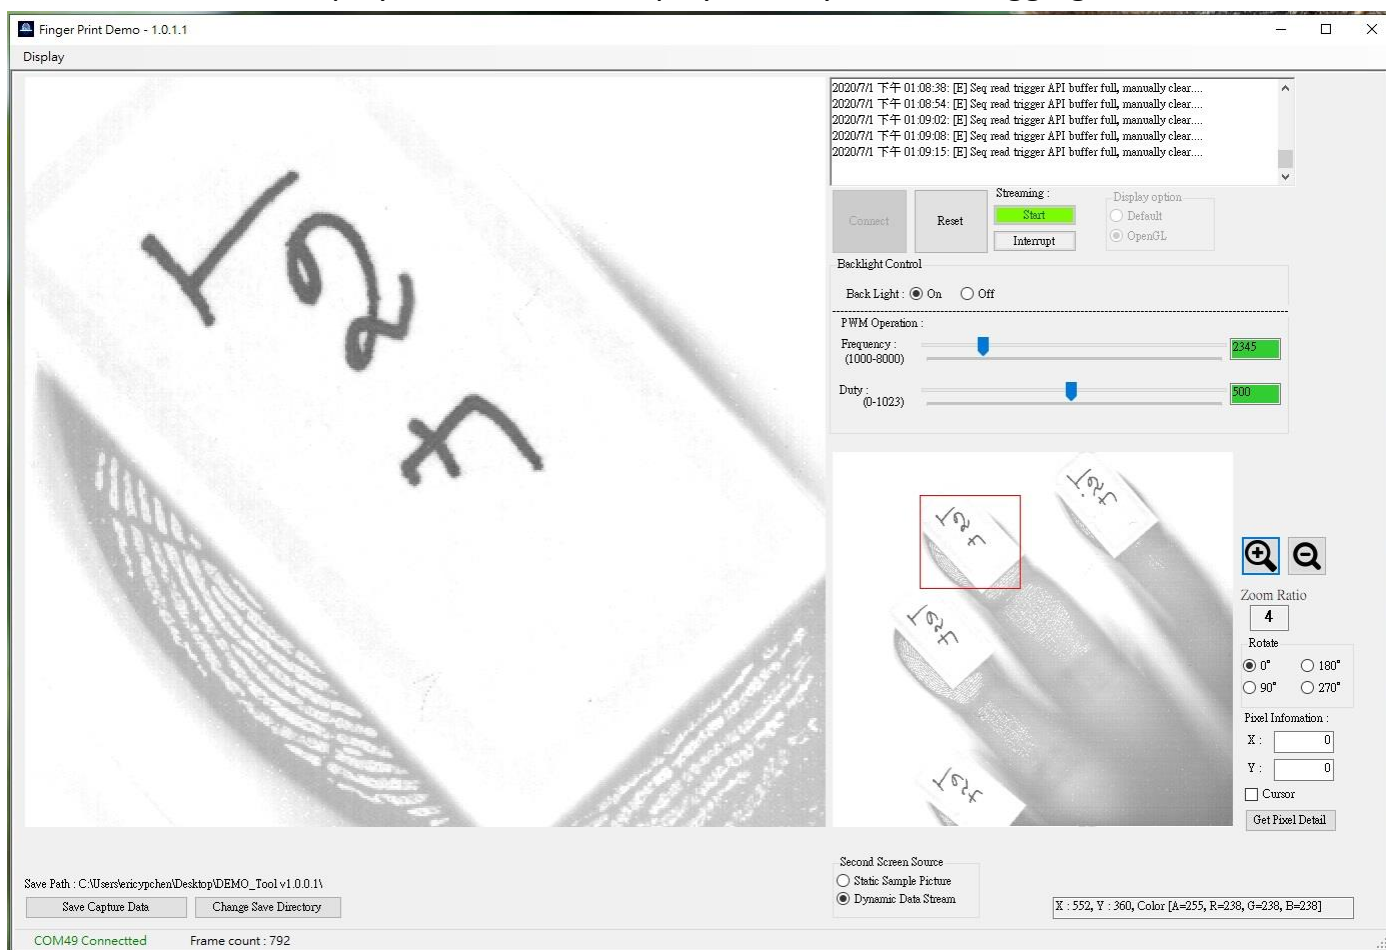 Finger Print Demo - 1.0.1.1
Display
2020/7/1 下午 01:08:38: [E] Seq read trigger API buffer full, manually clear....
2020/7/1 下午 01:08:54: [E] Seq read trigger API buffer full, manually clear....
2020/7/1 下午 01:09:02: [E] Seq read trigger API buffer full, manually clear....
2020/7/1 下午 01:09:08: [E] Seq read trigger API buffer full, manually clear....
2020/7/1 下午 01:09:15: [E] Seq read trigger API buffer full, manually clear....
Connect
Reset
Streaming :
Start
Interrupt
Display option
Default
OpenGL
Backlight Control
Back Light : On Off
PWM Operation :
Frequency :
(1000-8000)
2345
Duty :
(0-1023)
500
Zoom Ratio
4
Rotate
0° 180°
90° 270°
Pixel Infomation :
X : 0
Y : 0
Cursor
Get Pixel Detail
Second Screen Source
Static Sample Picture
Dynamic Data Stream
Save Path : C:\Users\ericypchen\Desktop\DEMO_Tool v1.0.0.1\
Save Capture Data
Change Save Directory
X : 552, Y : 360, Color [A=255, R=238, G=238, B=238]
COM49 Connectted
Frame count : 792